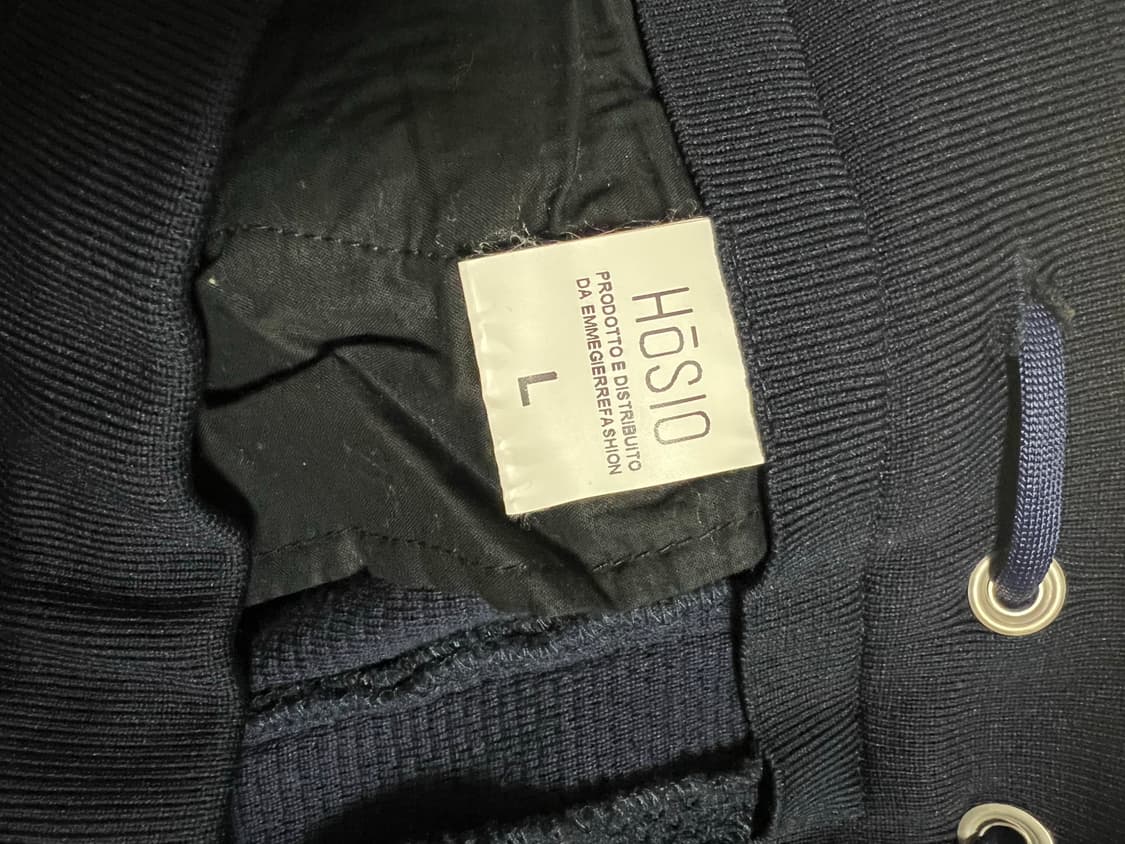 HōSIO
PRODOTTO E DISTRIBUITO
DA EMMEGIERREFASHION
L